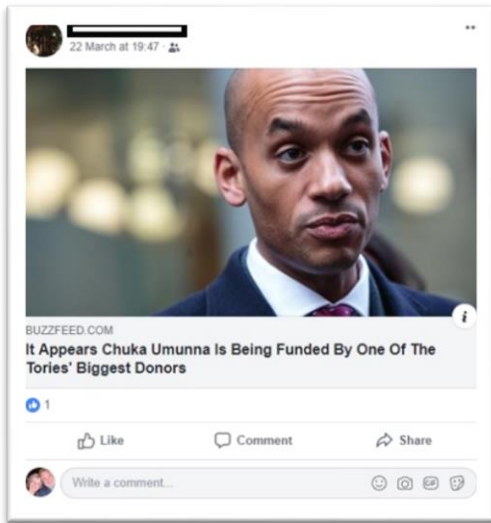 22 March at 19:47
BUZZFEED.COM
It Appears Chuka Umunna Is Being Funded By One Of The
Tories' Biggest Donors
1
Like Comment Share
Write a comment...
GIF